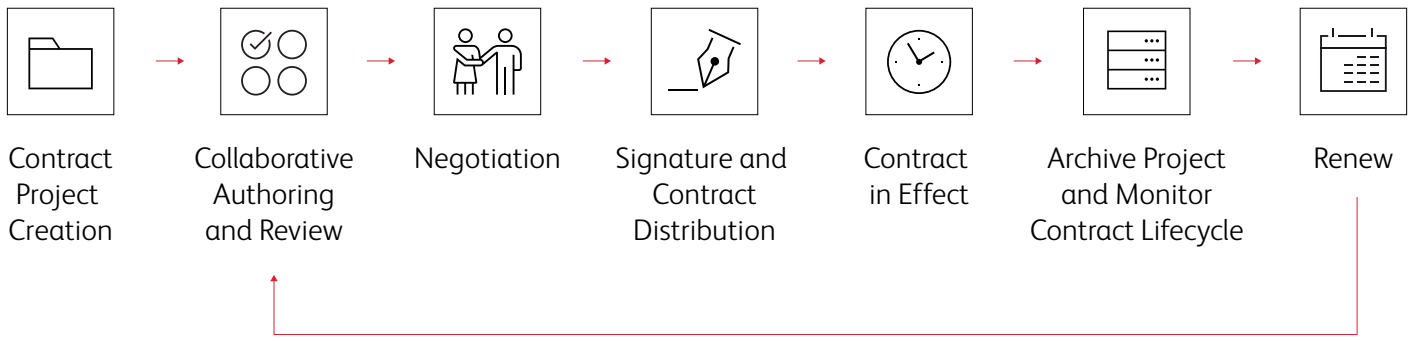 Contract
Project
Creation
Collaborative
Authoring
and Review
Negotiation
Signature and
Contract
Distribution
Contract
in Effect
Archive Project
and Monitor
Contract Lifecycle
Renew